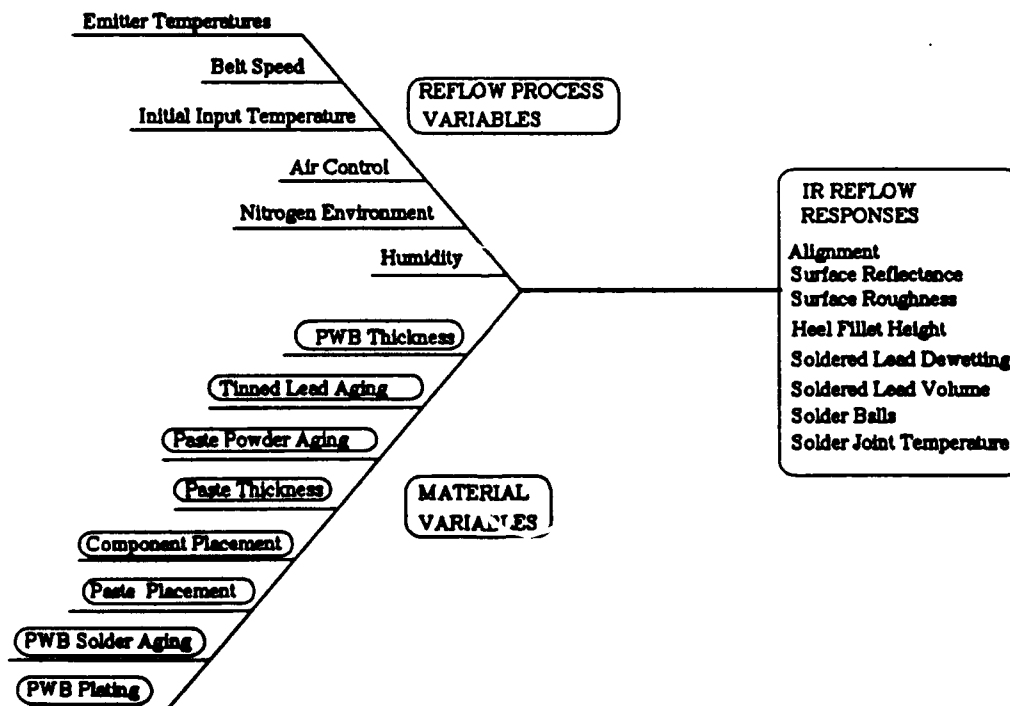 Emitter Temperatures
Belt Speed
Initial Input Temperature
Air Control
Nitrogen Environment
Humidity
REFLOW PROCESS
VARIABLES
PWB Thickness
Tinned Lead Aging
Paste Powder Aging
Paste Thickness
Component Placement
Paste Placement
PWB Solder Aging
PWB Plating
MATERIAL
VARIABLES
IR REFLOW
RESPONSES
Alignment
Surface Reflectance
Surface Roughness
Heel Fillet Height
Soldered Lead Dewetting
Soldered Lead Volume
Solder Balls
Solder Joint Temperature